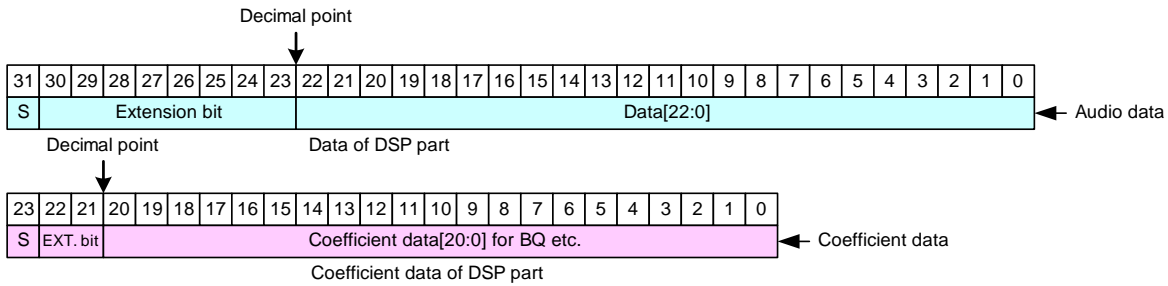 Decimal point
31 30 29 28 27 26 25 24 23 22 21 20 19 18 17 16 15 14 13 12 11 10 9 8 7 6 5 4 3 2 1 0
S Extension bit Data[22:0] Audio data
Decimal point Data of DSP part
23 22 21 20 19 18 17 16 15 14 13 12 11 10 9 8 7 6 5 4 3 2 1 0
S EXT. bit Coefficient data[20:0] for BQ etc. Coefficient data
Coefficient data of DSP part